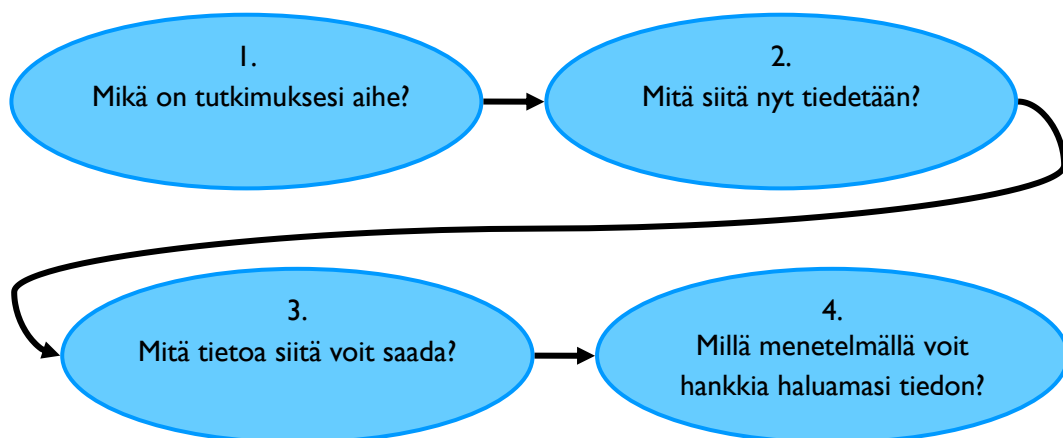 1.
Mikä on tutkimuksesi aihe?
2.
Mitä siitä nyt tiedetään?
3.
Mitä tietoa siitä voit saada?
4.
Millä menetelmällä voit
hankkia haluamasi tiedon?